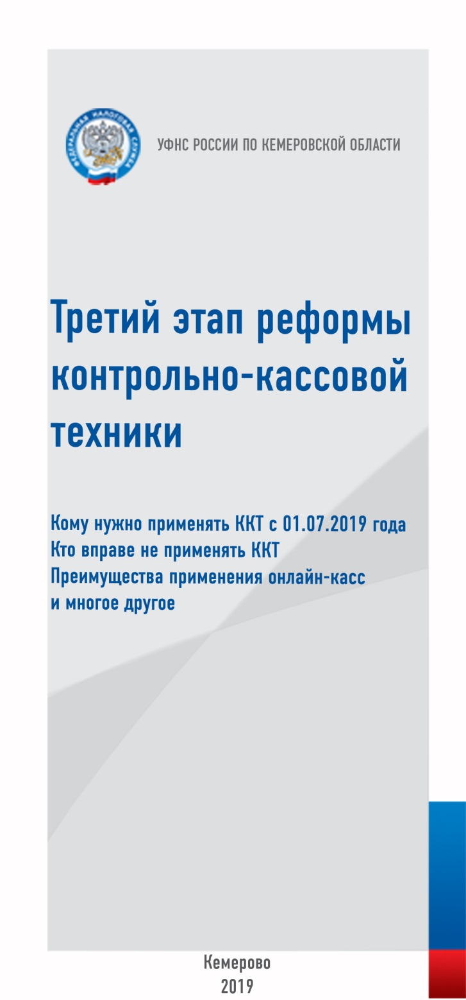 ФЕДЕРАЛЬНАЯ НАЛОГОВАЯ СЛУЖБА
УФНС РОССИИ ПО КЕМЕРОВСКОЙ ОБЛАСТИ
Третий этап реформы
контрольно-кассовой
техники
Кому нужно применять ККТ с 01.07.2019 года
Кто вправе не применять ККТ
Преимущества применения онлайн-касс
и многое другое
Кемерово
2019